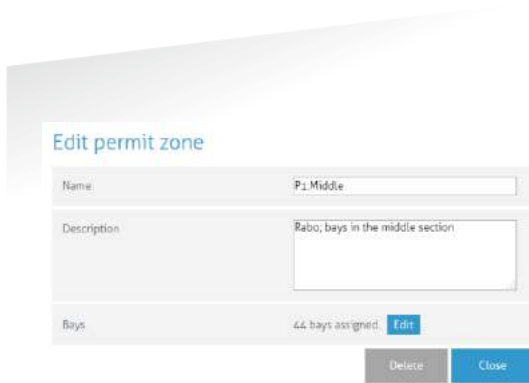 Edit permit zone
Name
P1 Middle
Description
Rabo, bays in the middle section
Bays
44 bays assigned. Edit
Delete Close